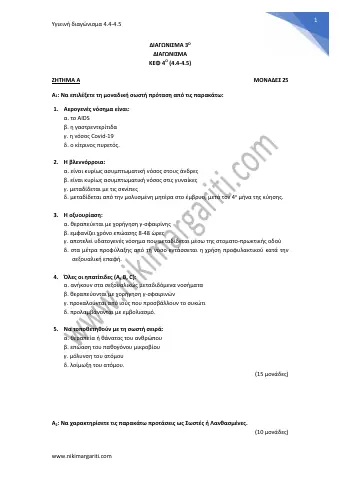 Υγιεινή διαγώνισμα 4.4-4.5
1
ΔΙΑΓΩΝΙΣΜΑ 3Ο
ΔΙΑΓΩΝΙΣΜΑ
ΚΕΦ 4Ο (4.4-4.5)
ΖΗΤΗΜΑ Α ΜΟΝΑΔΕΣ 25
Α₁: Να επιλέξετε τη μοναδική σωστή πρόταση από τις παρακάτω:
1. Αερογενές νόσημα είναι:
α. το AIDS
β. η γαστρεντερίτιδα
γ. η νόσος Covid-19
δ. ο κίτρινος πυρετός.
2. Η βλεννόρροια:
α. είναι κυρίως ασυμπτωματική νόσος στους άνδρες
β. είναι κυρίως ασυμπτωματική νόσος στις γυναίκες
γ. μεταδίδεται με τις σκνίπες
δ. μεταδίδεται από την μολυσμένη μητέρα στο έμβρυο, μετά τον 4ο μήνα της κύησης.
3. Η οξιουρίαση:
α. θεραπεύεται με χορήγηση γ-σφαιρίνης
β. εμφανίζει χρόνο επώασης 8-48 ώρες
γ. αποτελεί υδατογενές νόσημα που μεταδίδεται μέσω της στοματο-πρωκτικής οδού
δ. στα μέτρα προφύλαξης από τη νόσο εντάσσεται η χρήση προφυλακτικού κατά την
σεξουαλική επαφή.
4. Όλες οι ηπατίτιδες (A, B, C):
α. ανήκουν στα σεξουαλικώς μεταδιδόμενα νοσήματα
β. θεραπεύονται με χορήγηση γ-σφαιρινών
γ. προκαλούνται από ιούς που προσβάλλουν το συκώτι
δ. προλαμβάνονται με εμβολιασμό.
5. Να τοποθετηθούν με τη σωστή σειρά:
α. θεραπεία ή θάνατος του ανθρώπου
β. επώαση του παθογόνου μικροβίου
γ. μόλυνση του ατόμου
δ. λοίμωξη του ατόμου.
(15 μονάδες)
Α₂: Να χαρακτηρίσετε τις παρακάτω προτάσεις ως Σωστές ή Λανθασμένες.
(10 μονάδες)
www.nikimargariti.com
www.nikimargariti.com